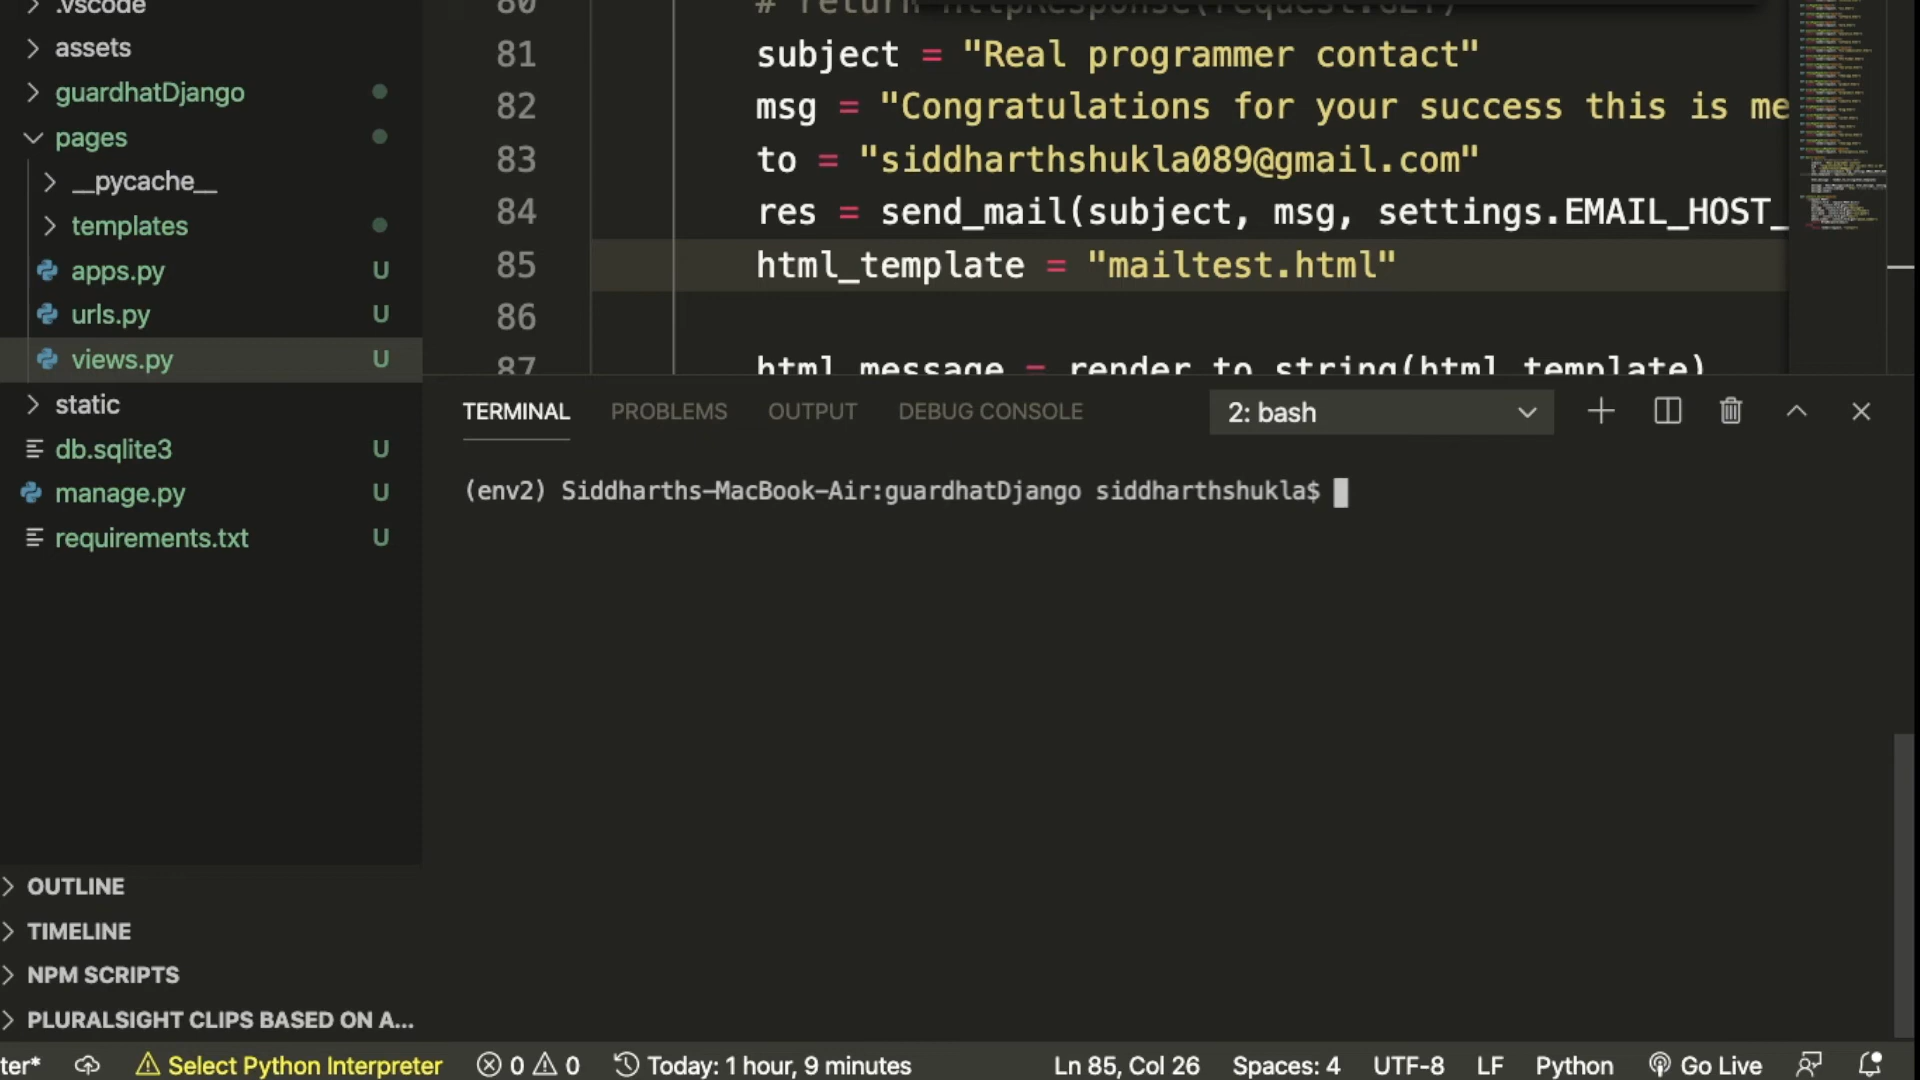 .vscode
assets
guardhatDjango
pages
__pycache__
templates
apps.py U
urls.py U
views.py U
static
db.sqlite3 U
manage.py U
requirements.txt U
OUTLINE
TIMELINE
NPM SCRIPTS
PLURALSIGHT CLIPS BASED ON A...
80 # return HttpResponse(request.GET)
81 subject = "Real programmer contact"
82 msg = "Congratulations for your success this is me
83 to = "siddharthshukla089@gmail.com"
84 res = send_mail(subject, msg, settings.EMAIL_HOST_
85 html_template = "mailtest.html"
86
87 html_message = render_to_string(html_template)
TERMINAL PROBLEMS OUTPUT DEBUG CONSOLE 2: bash
(env2) Siddharths-MacBook-Air:guardhatDjango siddharthshukla$
ter* Select Python Interpreter 0 0 Today: 1 hour, 9 minutes Ln 85, Col 26 Spaces: 4 UTF-8 LF Python Go Live